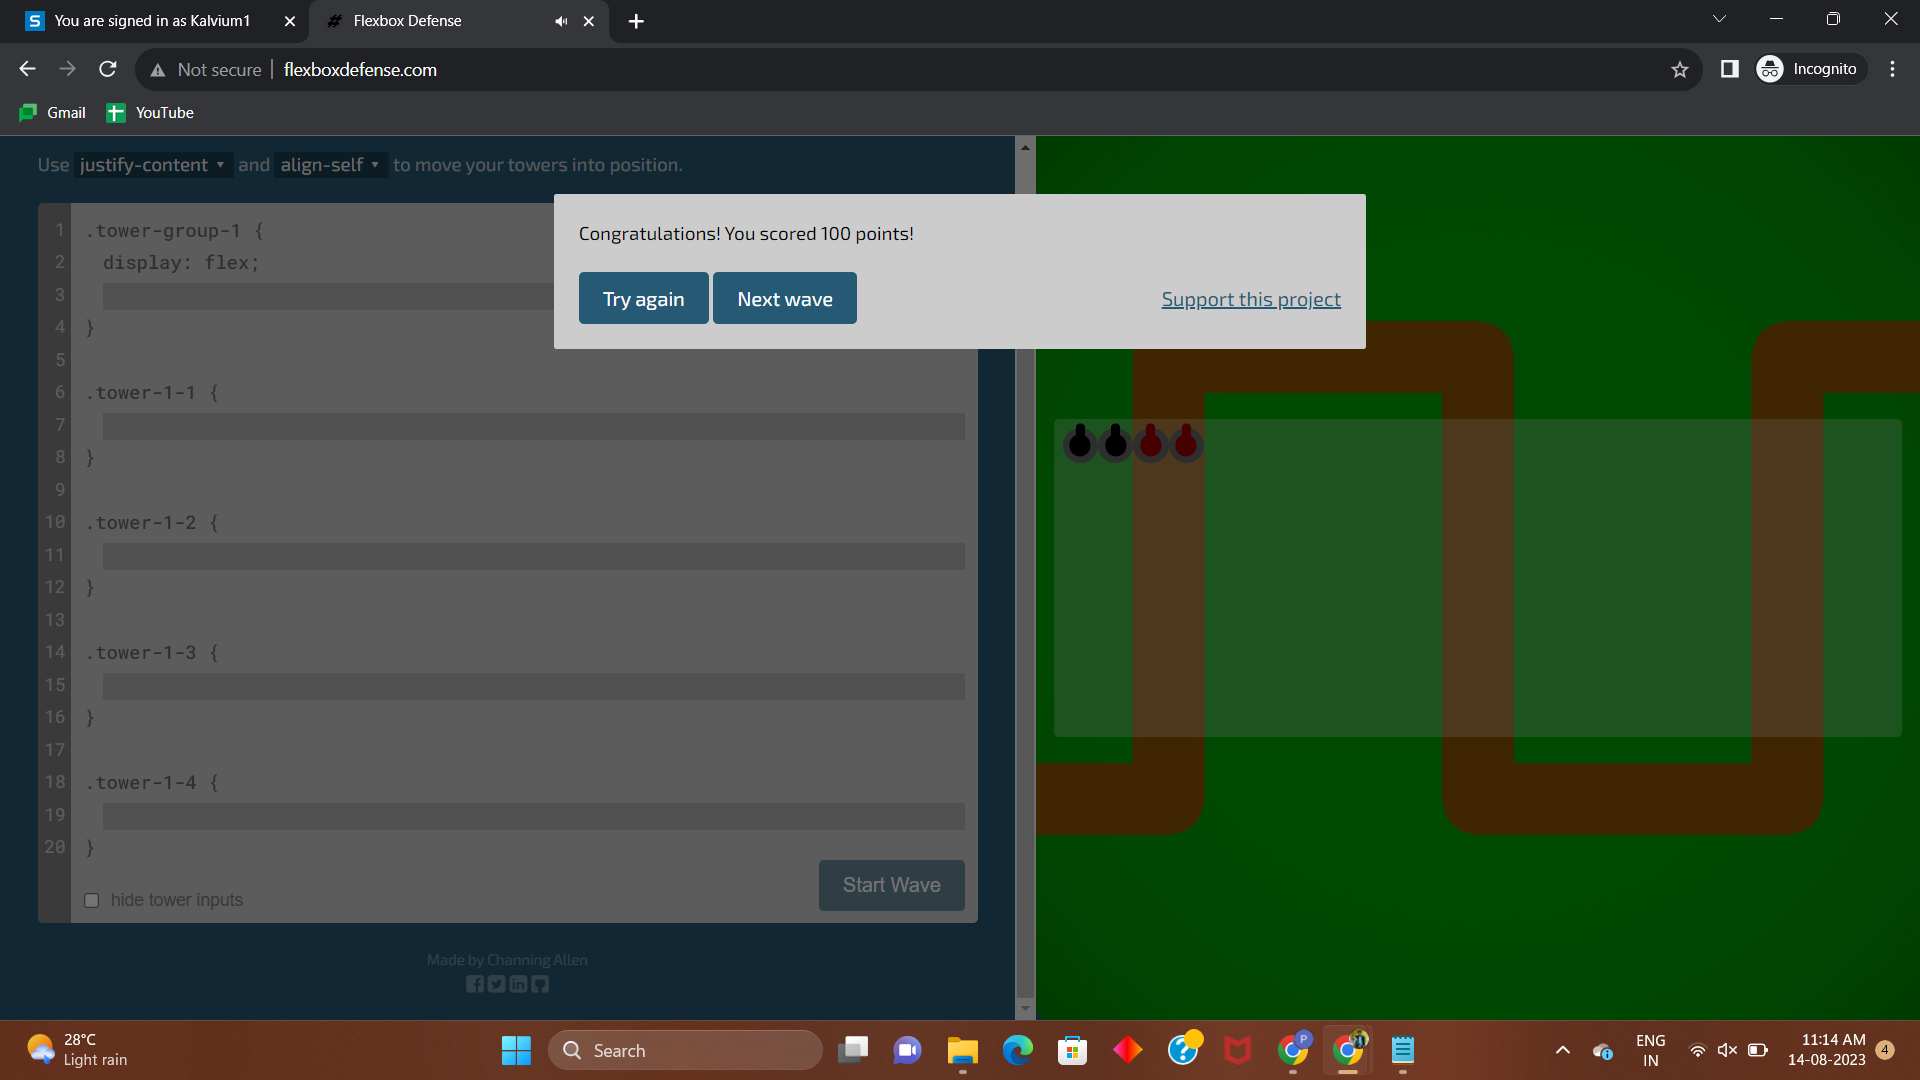 You are signed in as Kalvium1
Flexbox Defense
Not secure
flexboxdefense.com
Incognito
Gmail
YouTube
Use justify-content ▾ and align-self ▾ to move your towers into position.
Congratulations! You scored 100 points!
Try again
Next wave
Support this project
1 .tower-group-1 {
2 display: flex;
3
4 }
5
6 .tower-1-1 {
7
8 }
9
10 .tower-1-2 {
11
12 }
13
14 .tower-1-3 {
15
16 }
17
18 .tower-1-4 {
19
20 }
hide tower inputs
Start Wave
Made by Channing Allen
28°C
Light rain
Search
P
ENG
IN
11:14 AM
14-08-2023
4